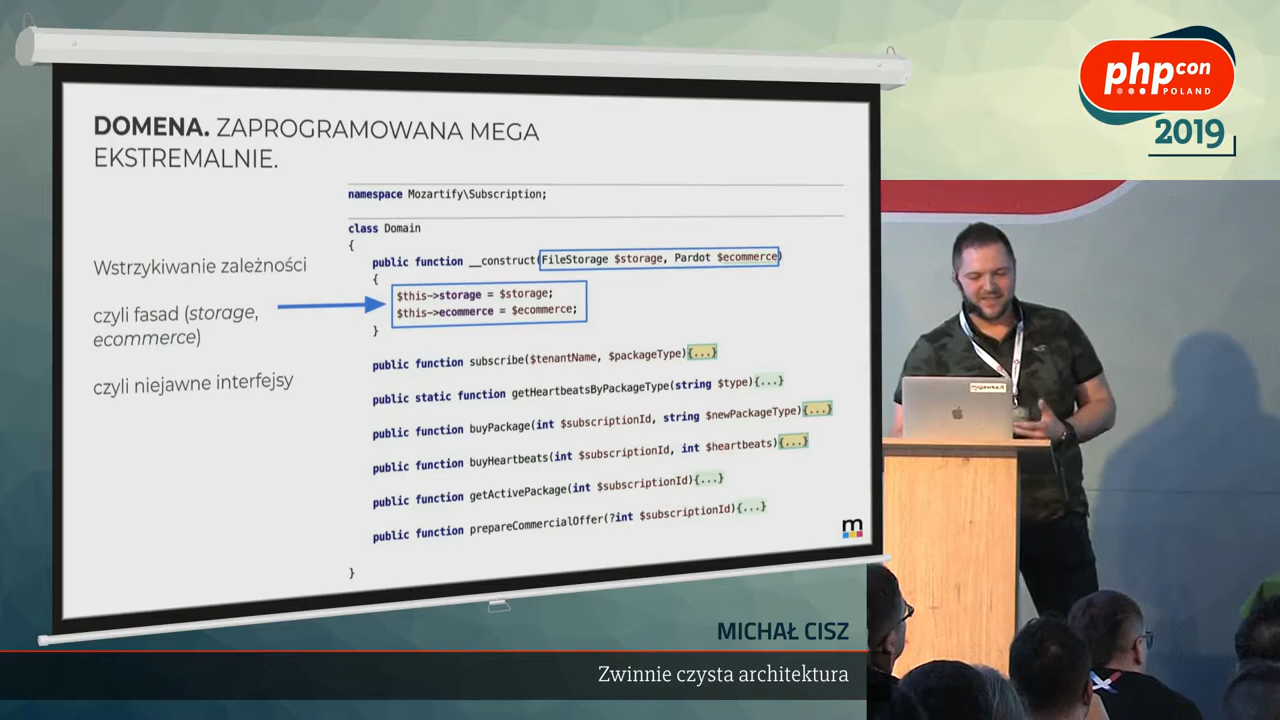 DOMENA. ZAPROGRAMOWANA MEGA
EKSTREMALNIE.
Wstrzykiwanie zależności
czyli fasad (storage,
ecommerce)
czyli niejawne interfejsy
namespace Mozartify\Subscription;
class Domain
{
public function __construct(FileStorage $storage, Pardot $ecommerce)
{
$this->storage = $storage;
$this->ecommerce = $ecommerce;
}
public function subscribe($tenantName, $packageType){...}
public static function getHeartbeatsByPackageType(string $type){...}
public function buyPackage(int $subscriptionId, string $newPackageType){...}
public function buyHeartbeats(int $subscriptionId, int $heartbeats){...}
public function getActivePackage(int $subscriptionId){...}
public function prepareCommercialOffer(?int $subscriptionId){...}
}
m
phpcon
POLAND
2019
MICHAŁ CISZ
Zwinnie czysta architektura